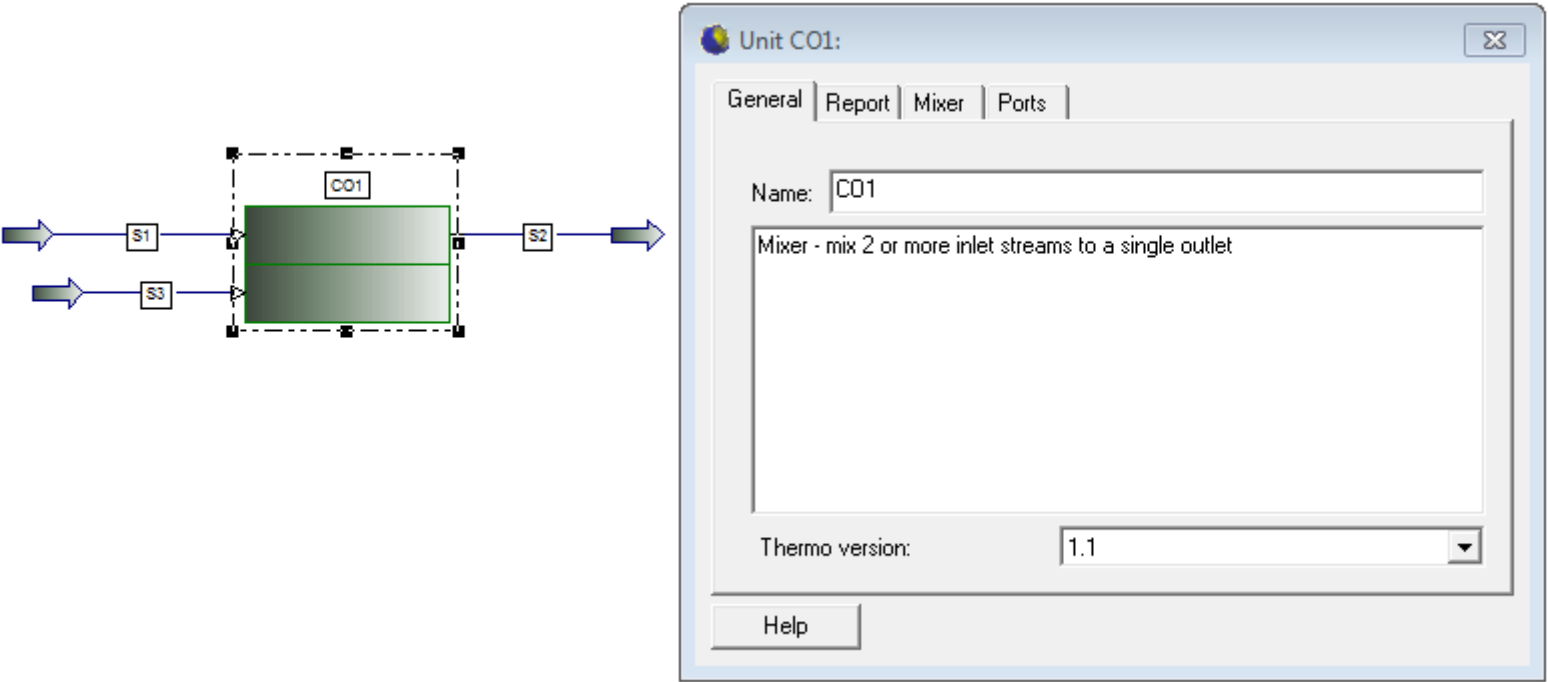 CO1
S1
S2
S3
Unit CO1:
General Report Mixer Ports
Name: CO1
Mixer - mix 2 or more inlet streams to a single outlet
Thermo version: 1.1
Help